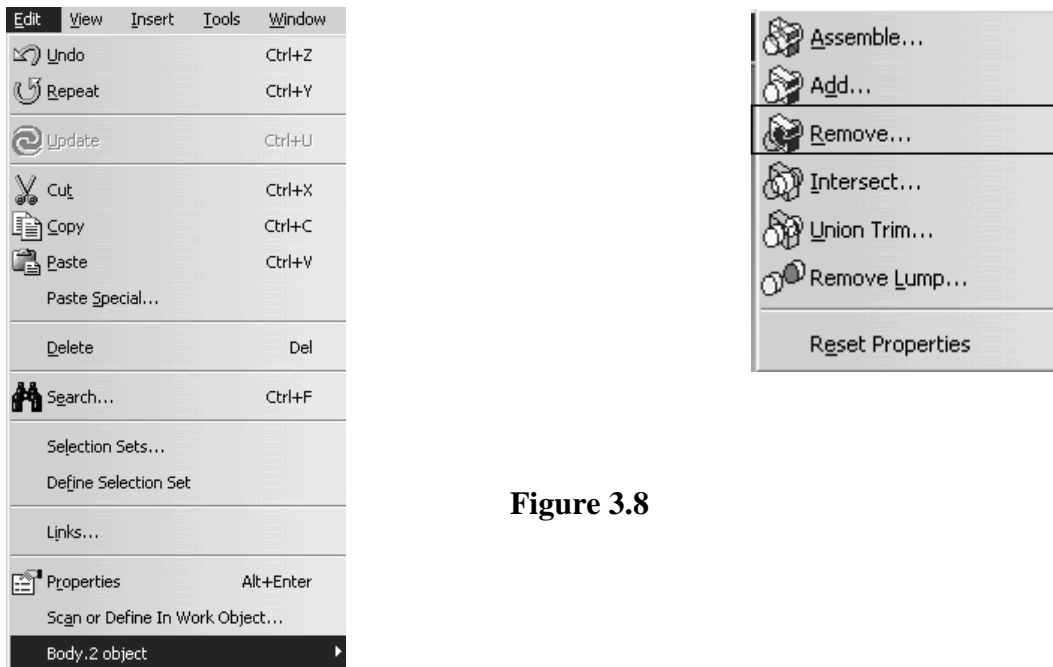 Edit View Insert Tools Window
Undo Ctrl+Z
Repeat Ctrl+Y
Update Ctrl+U
Cut Ctrl+X
Copy Ctrl+C
Paste Ctrl+V
Paste Special...
Delete Del
Search... Ctrl+F
Selection Sets...
Define Selection Set
Links...
Properties Alt+Enter
Scan or Define In Work Object...
Body.2 object
Assemble...
Add...
Remove...
Intersect...
Union Trim...
Remove Lump...
Reset Properties
Figure 3.8